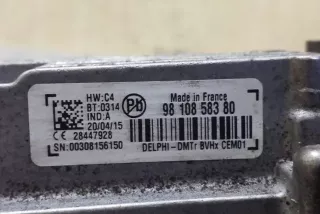 HW:C4
BT:0314
IND:A
20/04/15
CE 28447928
SN:00308156150
Pb
Made in France
98 108 583 80
DELPHI-DMTr BVHx CEM01